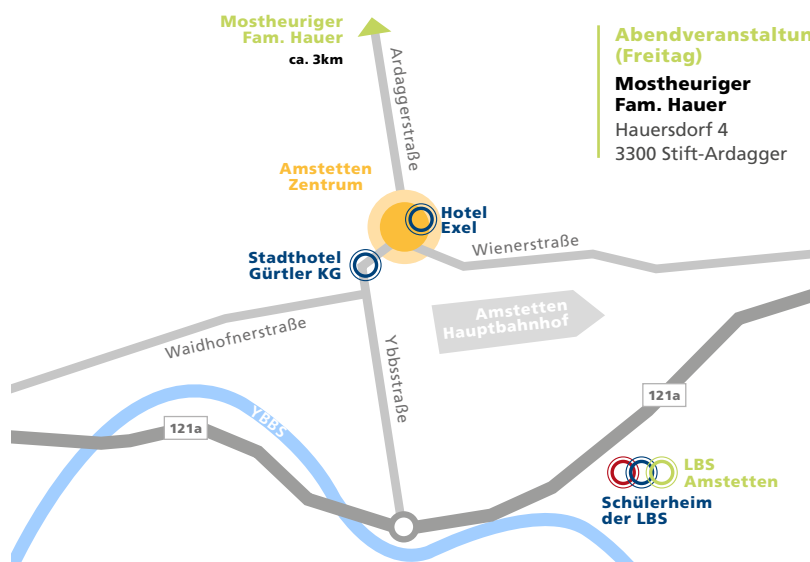 Mostheuriger
Fam. Hauer
ca. 3km
Ardaggerstraße
Abendveranstaltun
(Freitag)
Mostheuriger
Fam. Hauer
Hauersdorf 4
3300 Stift-Ardagger
Amstetten
Zentrum
Hotel
Exel
Wienerstraße
Stadthotel
Gürtler KG
Amstetten
Hauptbahnhof
Waidhofnerstraße
Ybbsstraße
YBBS
121a
121a
LBS
Amstetten
Schülerheim
der LBS